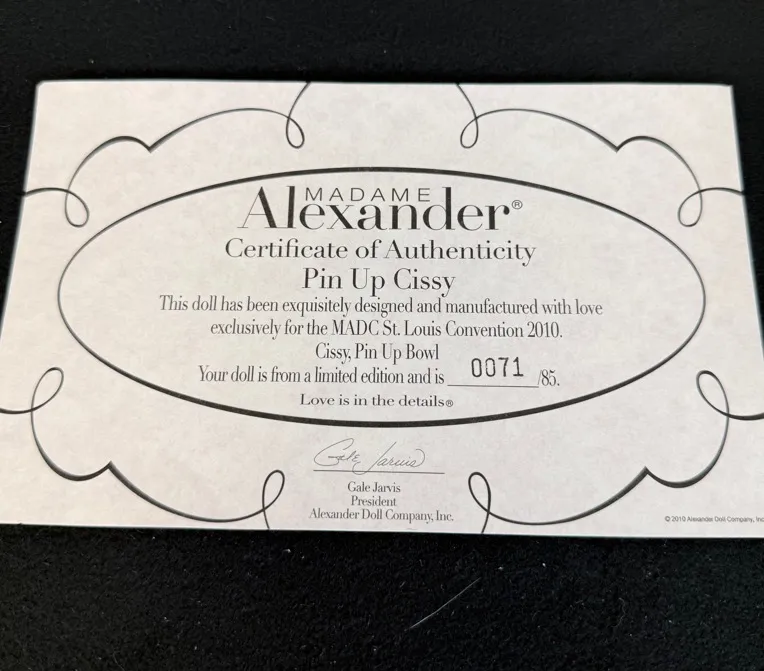 MADAME
Alexander®
Certificate of Authenticity
Pin Up Cissy
This doll has been exquisitely designed and manufactured with love
exclusively for the MADC St. Louis Convention 2010.
Cissy, Pin Up Bowl
Your doll is from a limited edition and is 0071 /85.
Love is in the details®
Gale Jarvis
Gale Jarvis
President
Alexander Doll Company, Inc.
© 2010 Alexander Doll Company, Inc